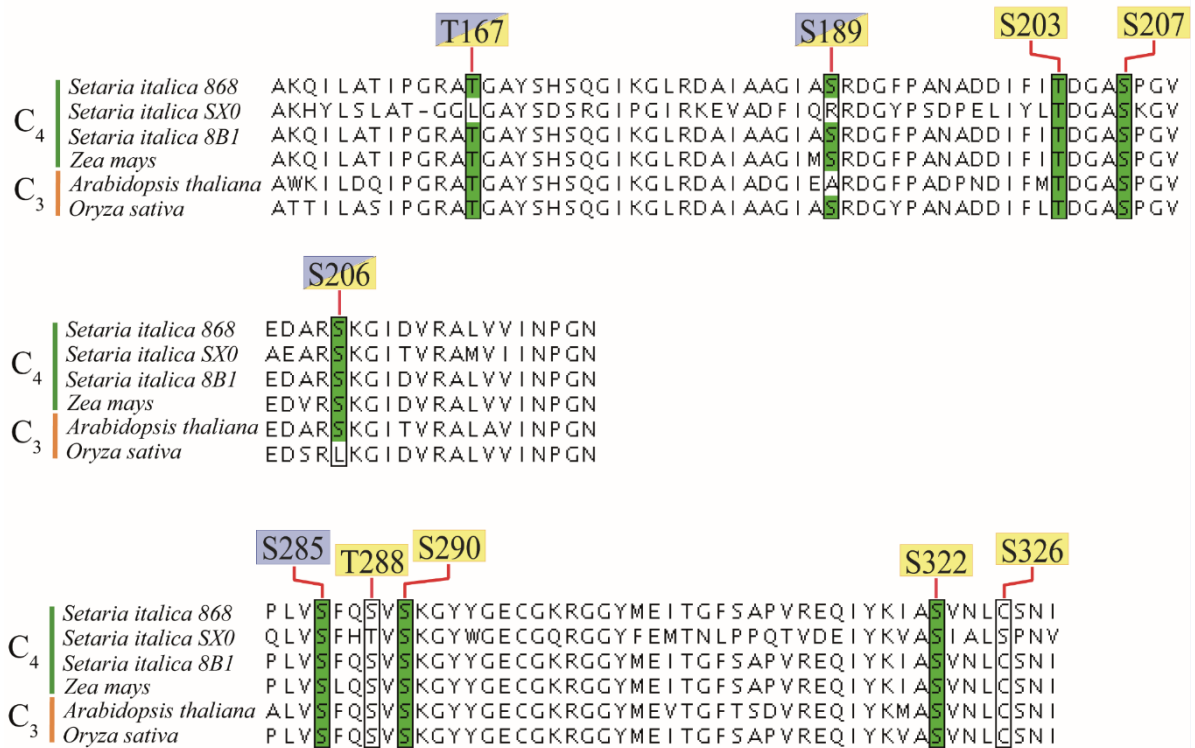 T167 S189 S203 S207
Setaria italica 868 AKQILATIPGRATGAYSHSQGIKGLRDAIAAGIASRDGFPANADDIFITDGASPGV
Setaria italica SX0 AKHYLSLAT-GGLGAYSDSRGIPGIRKEVADFIQRRDGYPSDPELIYLTDGASKGV
C4 Setaria italica 8B1 AKQILATIPGRATGAYSHSQGIKGLRDAIAAGIASRDGFPANADDIFITDGASPGV
Zea mays AKQILATIPGRATGAYSHSQGIKGLRDAIAAGIMSRDGFPANADDIFITDGASPGV
Arabidopsis thaliana AWKILDQIPGRATGAYSHSQGIKGLRDAIADGIEARDGFPADPNDIFMTDGASPGV
C3 Oryza sativa ATTILASIPGRATGAYSHSQGIKGLRDAIAAGIASRDGYPANADDIFLTDGASPGV
S206
Setaria italica 868 EDARSKGIDVRALVVINPGN
Setaria italica SX0 AEARSKGITVRAMVIINPGN
C4 Setaria italica 8B1 EDARSKGIDVRALVVINPGN
Zea mays EDVRSKGIDVRALVVINPGN
Arabidopsis thaliana EDARSKGITVRALAVINPGN
C3 Oryza sativa EDSRLKGIDVRALVVINPGN
S285 T288 S290 S322 S326
Setaria italica 868 PLVSFQSVSKGYYGECGKRGGYMEITGFSAPVREQIYKIASVNLCSNI
Setaria italica SX0 QLVSFHTVSKGYWGECGQRGGYFEMTNLPPQTVDEIYKVASIALSPNV
C4 Setaria italica 8B1 PLVSFQSVSKGYYGECGKRGGYMEITGFSAPVREQIYKIASVNLCSNI
Zea mays PLVSLQSVSKGYYGECGKRGGYMEITGFSAPVREQIYKIASVNLCSNI
Arabidopsis thaliana ALVSFQSVSKGYYGECGKRGGYMEVTGFTSDVREQIYKMASVNLCSNI
C3 Oryza sativa PLVSFQSVSKGYYGECGKRGGYMEITGFSAPVREQIYKVASVNLCSNI